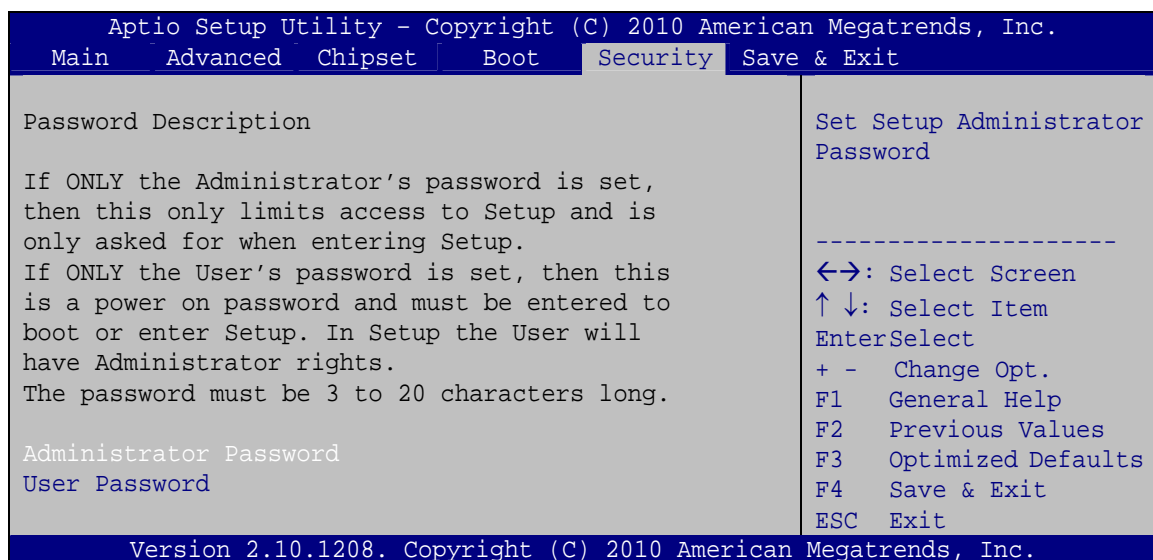 Aptio Setup Utility – Copyright (C) 2010 American Megatrends, Inc.
Main Advanced Chipset Boot Security Save & Exit
Password Description
If ONLY the Administrator’s password is set,
then this only limits access to Setup and is
only asked for when entering Setup.
If ONLY the User’s password is set, then this
is a power on password and must be entered to
boot or enter Setup. In Setup the User will
have Administrator rights.
The password must be 3 to 20 characters long.
Administrator Password
User Password
Set Setup Administrator
Password
---------------------
←→: Select Screen
↑ ↓: Select Item
EnterSelect
+ - Change Opt.
F1 General Help
F2 Previous Values
F3 Optimized Defaults
F4 Save & Exit
ESC Exit
Version 2.10.1208. Copyright (C) 2010 American Megatrends, Inc.